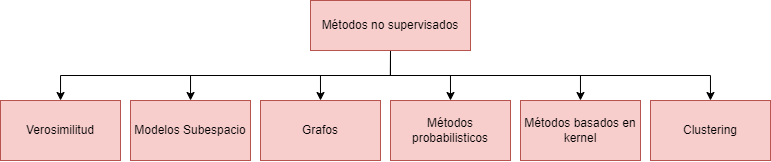 Métodos no supervisados
Verosimilitud
Modelos Subespacio
Grafos
Métodos
probabilisticos
Métodos basados en
kernel
Clustering